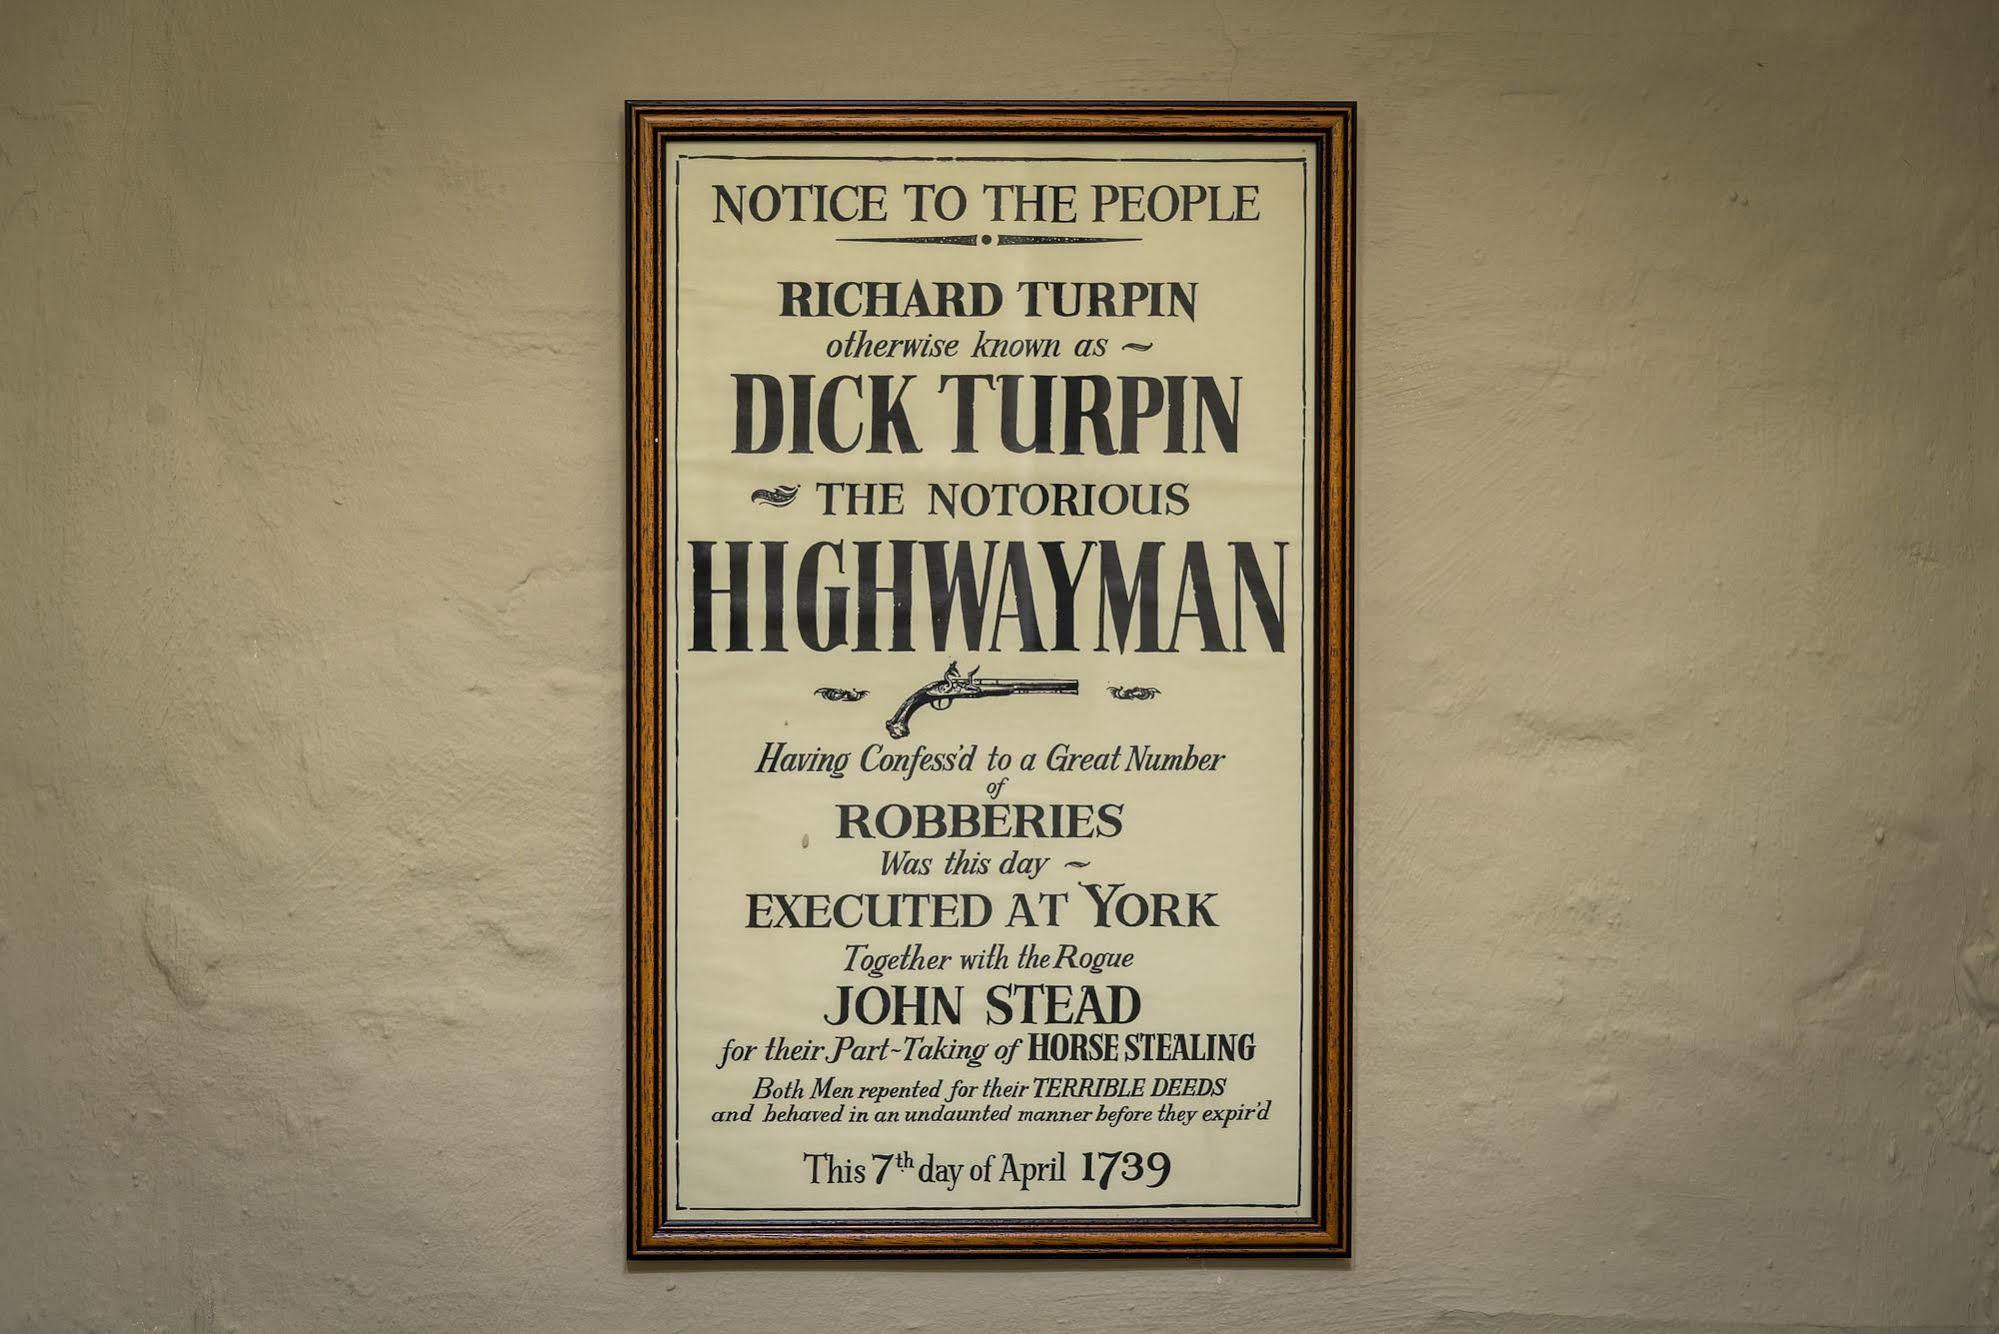 NOTICE TO THE PEOPLE
RICHARD TURPIN
otherwise known as ~
DICK TURPIN
THE NOTORIOUS
HIGHWAYMAN
Having Confess'd to a Great Number
of
ROBBERIES
Was this day ~
EXECUTED AT YORK
Together with the Rogue
JOHN STEAD
for their Part~Taking of HORSE STEALING
Both Men repented for their TERRIBLE DEEDS
and behaved in an undaunted manner before they expir'd
This 7th day of April 1739